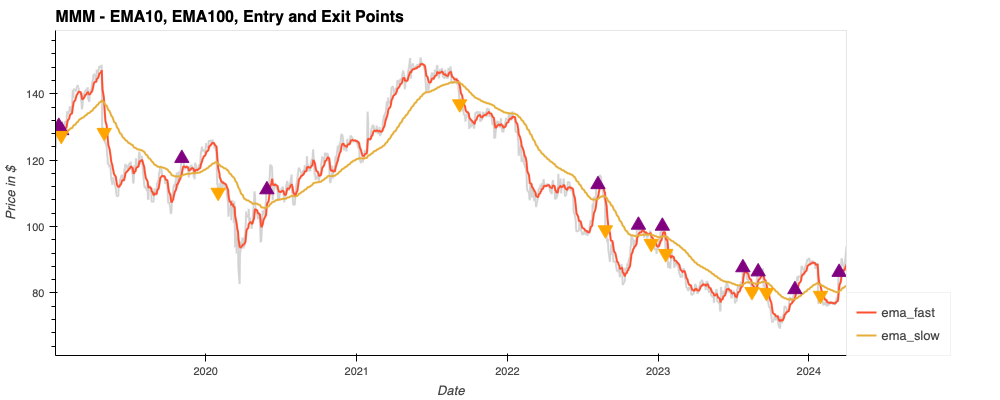 MMM - EMA10, EMA100, Entry and Exit Points
Price in $
140
120
100
80
2020
2021
2022
2023
2024
Date
ema_fast
ema_slow